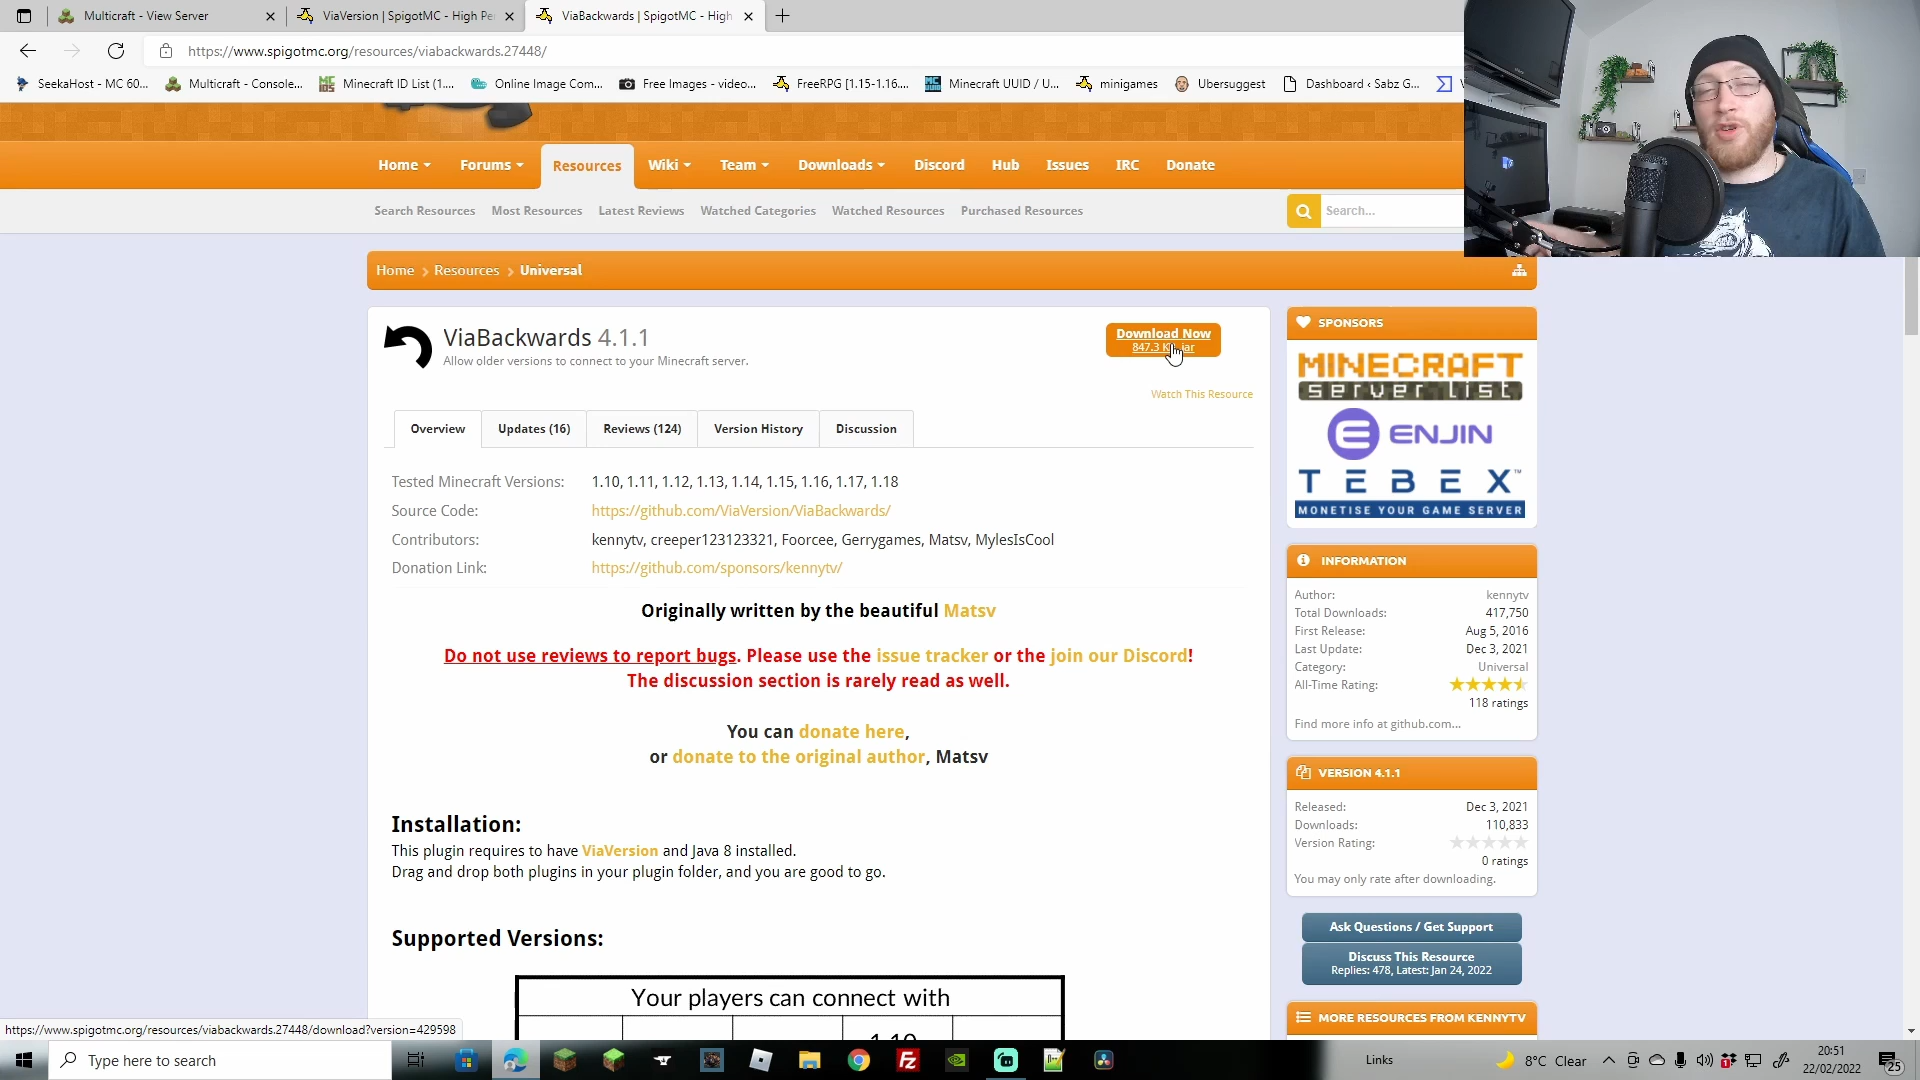 Multicraft - View Server
ViaVersion | SpigotMC - High Pe
ViaBackwards | SpigotMC - High
https://www.spigotmc.org/resources/viabackwards.27448/
SeekaHost - MC 60...
Multicraft - Console...
Minecraft ID List (1....
Online Image Com...
Free Images - video...
FreeRPG [1.15-1.16....
Minecraft UUID / U...
minigames
Ubersuggest
Dashboard ‹ Sabz G...
Home
Forums
Resources
Wiki
Team
Downloads
Discord
Hub
Issues
IRC
Donate
Search Resources
Most Resources
Latest Reviews
Watched Categories
Watched Resources
Purchased Resources
Search...
Home
Resources
Universal
ViaBackwards 4.1.1
Allow older versions to connect to your Minecraft server.
Download Now
847.3 .jar
Watch This Resource
Overview
Updates (16)
Reviews (124)
Version History
Discussion
Tested Minecraft Versions: 1.10, 1.11, 1.12, 1.13, 1.14, 1.15, 1.16, 1.17, 1.18
Source Code: https://github.com/ViaVersion/ViaBackwards/
Contributors: kennytv, creeper123123321, Foorcee, Gerrygames, Matsv, MylesIsCool
Donation Link: https://github.com/sponsors/kennytv/
Originally written by the beautiful Matsv
Do not use reviews to report bugs. Please use the issue tracker or the join our Discord!
The discussion section is rarely read as well.
You can donate here,
or donate to the original author, Matsv
Installation:
This plugin requires to have ViaVersion and Java 8 installed.
Drag and drop both plugins in your plugin folder, and you are good to go.
Supported Versions:
Your players can connect with
1.10
SPONSORS
MINECRAFT
server list
ENJIN
TEBEX™
MONETISE YOUR GAME SERVER
INFORMATION
Author: kennytv
Total Downloads: 417,750
First Release: Aug 5, 2016
Last Update: Dec 3, 2021
Category: Universal
All-Time Rating:
118 ratings
Find more info at github.com...
VERSION 4.1.1
Released: Dec 3, 2021
Downloads: 110,833
Version Rating:
0 ratings
You may only rate after downloading.
Ask Questions / Get Support
Discuss This Resource
Replies: 478, Latest: Jan 24, 2022
MORE RESOURCES FROM KENNYTV
https://www.spigotmc.org/resources/viabackwards.27448/download?version=429598
Type here to search
Links
8°C Clear
20:51
22/02/2022
25